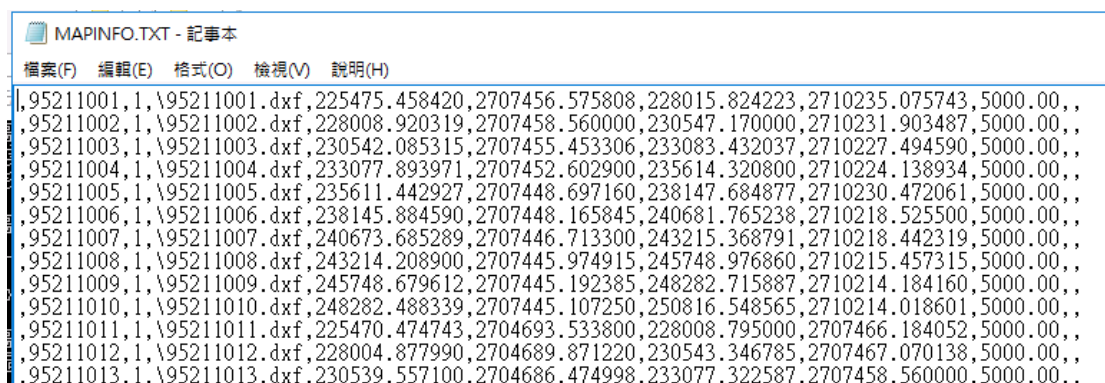 MAPINFO.TXT - 記事本
檔案(F) 編輯(E) 格式(O) 檢視(V) 說明(H)
,95211001,1,\95211001.dxf,225475.458420,2707456.575808,228015.824223,2710235.075743,5000.00,,
,95211002,1,\95211002.dxf,228008.920319,2707458.560000,230547.170000,2710231.903487,5000.00,,
,95211003,1,\95211003.dxf,230542.085315,2707455.453306,233083.432037,2710227.494590,5000.00,,
,95211004,1,\95211004.dxf,233077.893971,2707452.602900,235614.320800,2710224.138934,5000.00,,
,95211005,1,\95211005.dxf,235611.442927,2707448.697160,238147.684877,2710230.472061,5000.00,,
,95211006,1,\95211006.dxf,238145.884590,2707448.165845,240681.765238,2710218.525500,5000.00,,
,95211007,1,\95211007.dxf,240673.685289,2707446.713300,243215.368791,2710218.442319,5000.00,,
,95211008,1,\95211008.dxf,243214.208900,2707445.974915,245748.976860,2710215.457315,5000.00,,
,95211009,1,\95211009.dxf,245748.679612,2707445.192385,248282.715887,2710214.184160,5000.00,,
,95211010,1,\95211010.dxf,248282.488339,2707445.107250,250816.548565,2710214.018601,5000.00,,
,95211011,1,\95211011.dxf,225470.474743,2704693.533800,228008.795000,2707466.184052,5000.00,,
,95211012,1,\95211012.dxf,228004.877990,2704689.871220,230543.346785,2707467.070138,5000.00,,
,95211013,1,\95211013.dxf,230539.557100,2704686.474998,233077.322587,2707458.560000,5000.00,,